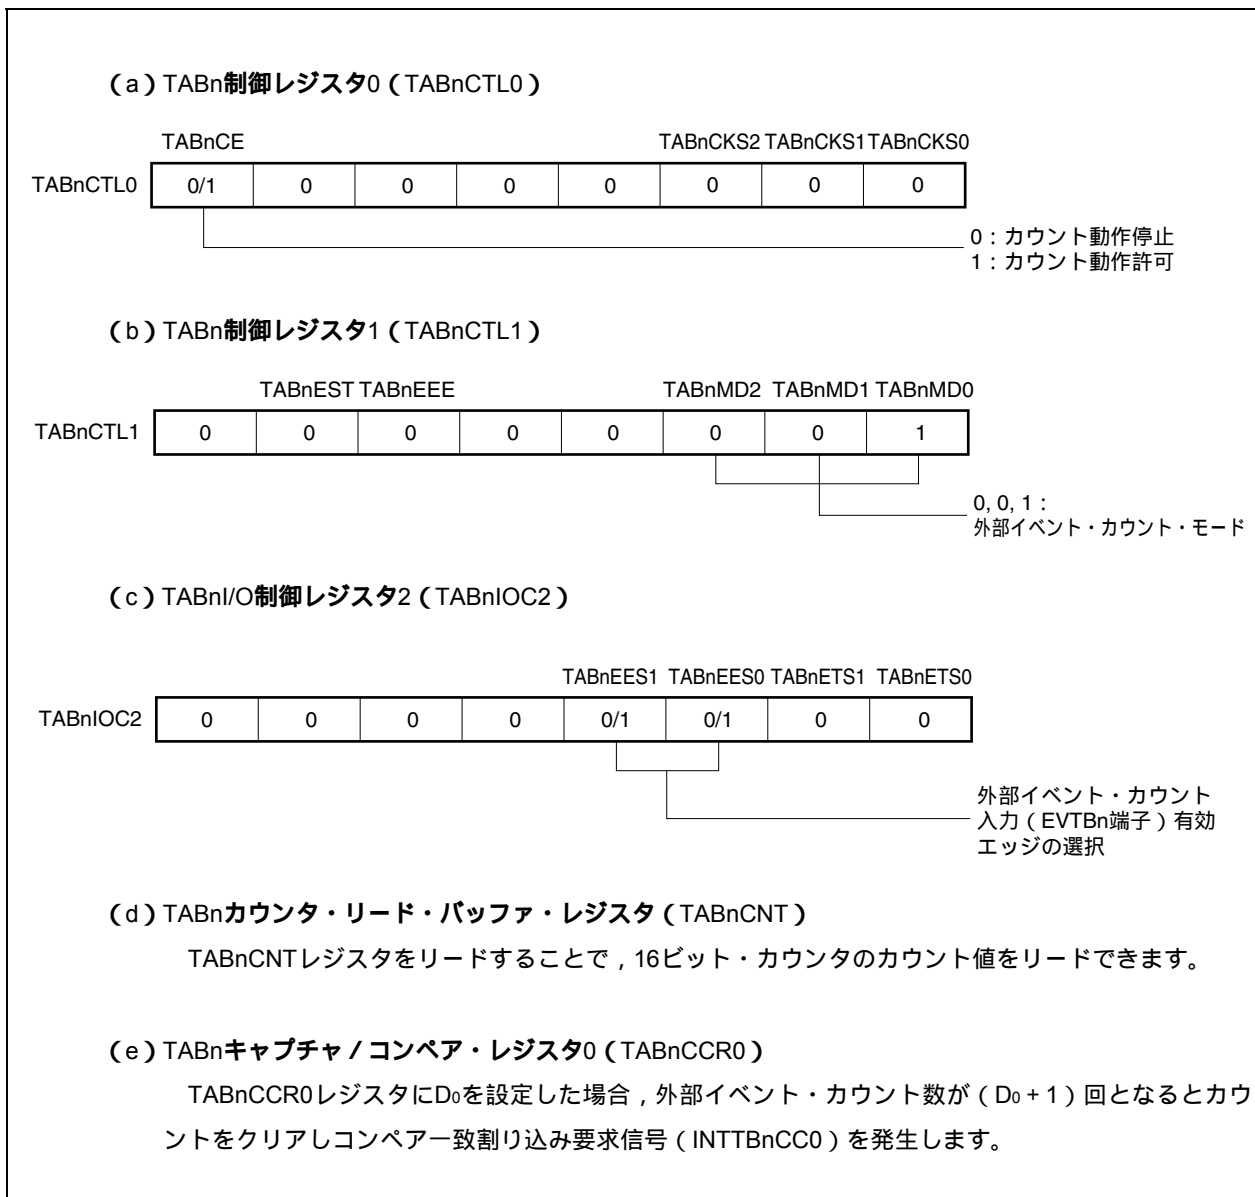 （a）TABn制御レジスタ0（TABnCTL0）
TABnCE TABnCKS2 TABnCKS1 TABnCKS0
TABnCTL0 0/1 0 0 0 0 0 0 0
0：カウント動作停止
1：カウント動作許可
（b）TABn制御レジスタ1（TABnCTL1）
TABnEST TABnEEE TABnMD2 TABnMD1 TABnMD0
TABnCTL1 0 0 0 0 0 0 0 1
0, 0, 1：
外部イベント・カウント・モード
（c）TABnI/O制御レジスタ2（TABnIOC2）
TABnEES1 TABnEES0 TABnETS1 TABnETS0
TABnIOC2 0 0 0 0 0/1 0/1 0 0
外部イベント・カウント
入力（EVTBn端子）有効
エッジの選択
（d）TABnカウンタ・リード・バッファ・レジスタ（TABnCNT）
TABnCNTレジスタをリードすることで，16ビット・カウンタのカウント値をリードできます。
（e）TABnキャプチャ／コンペア・レジスタ0（TABnCCR0）
TABnCCR0レジスタにD0を設定した場合，外部イベント・カウント数が（D0＋1）回となるとカウ
ントをクリアしコンペア一致割り込み要求信号（INTTBnCC0）を発生します。